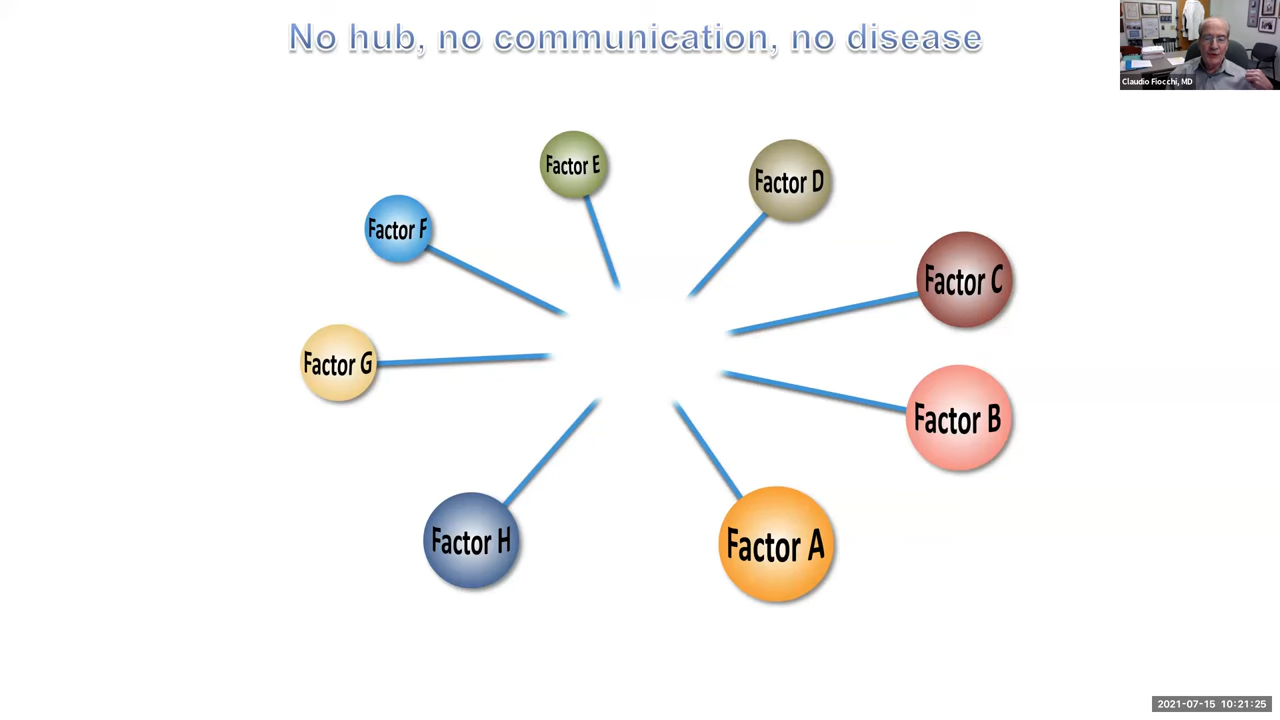 No hub, no communication, no disease
Claudio Fiocchi, MD
Factor E
Factor D
Factor F
Factor C
Factor G
Factor B
Factor H
Factor A
2021-07-15 10:21:25